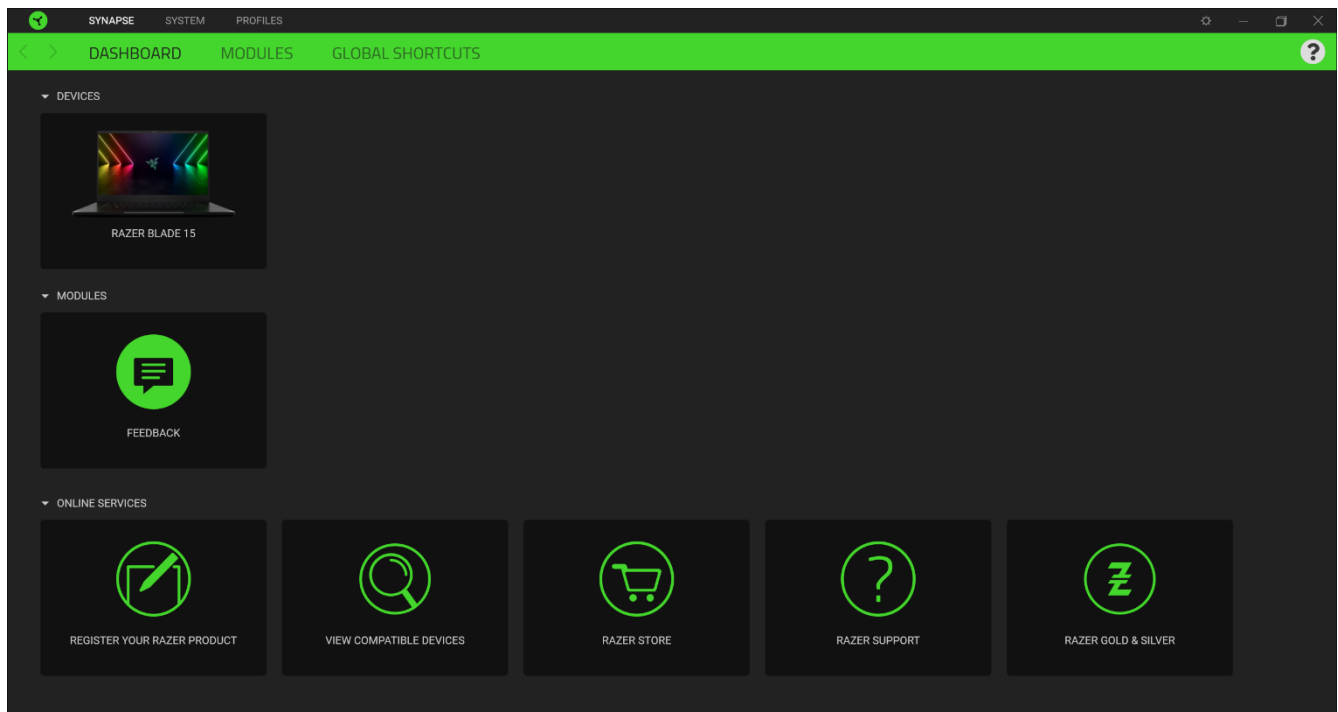 SYNAPSE SYSTEM PROFILES
DASHBOARD MODULES GLOBAL SHORTCUTS ?
DEVICES
RAZER BLADE 15
MODULES
FEEDBACK
ONLINE SERVICES
REGISTER YOUR RAZER PRODUCT
VIEW COMPATIBLE DEVICES
RAZER STORE
RAZER SUPPORT
RAZER GOLD & SILVER